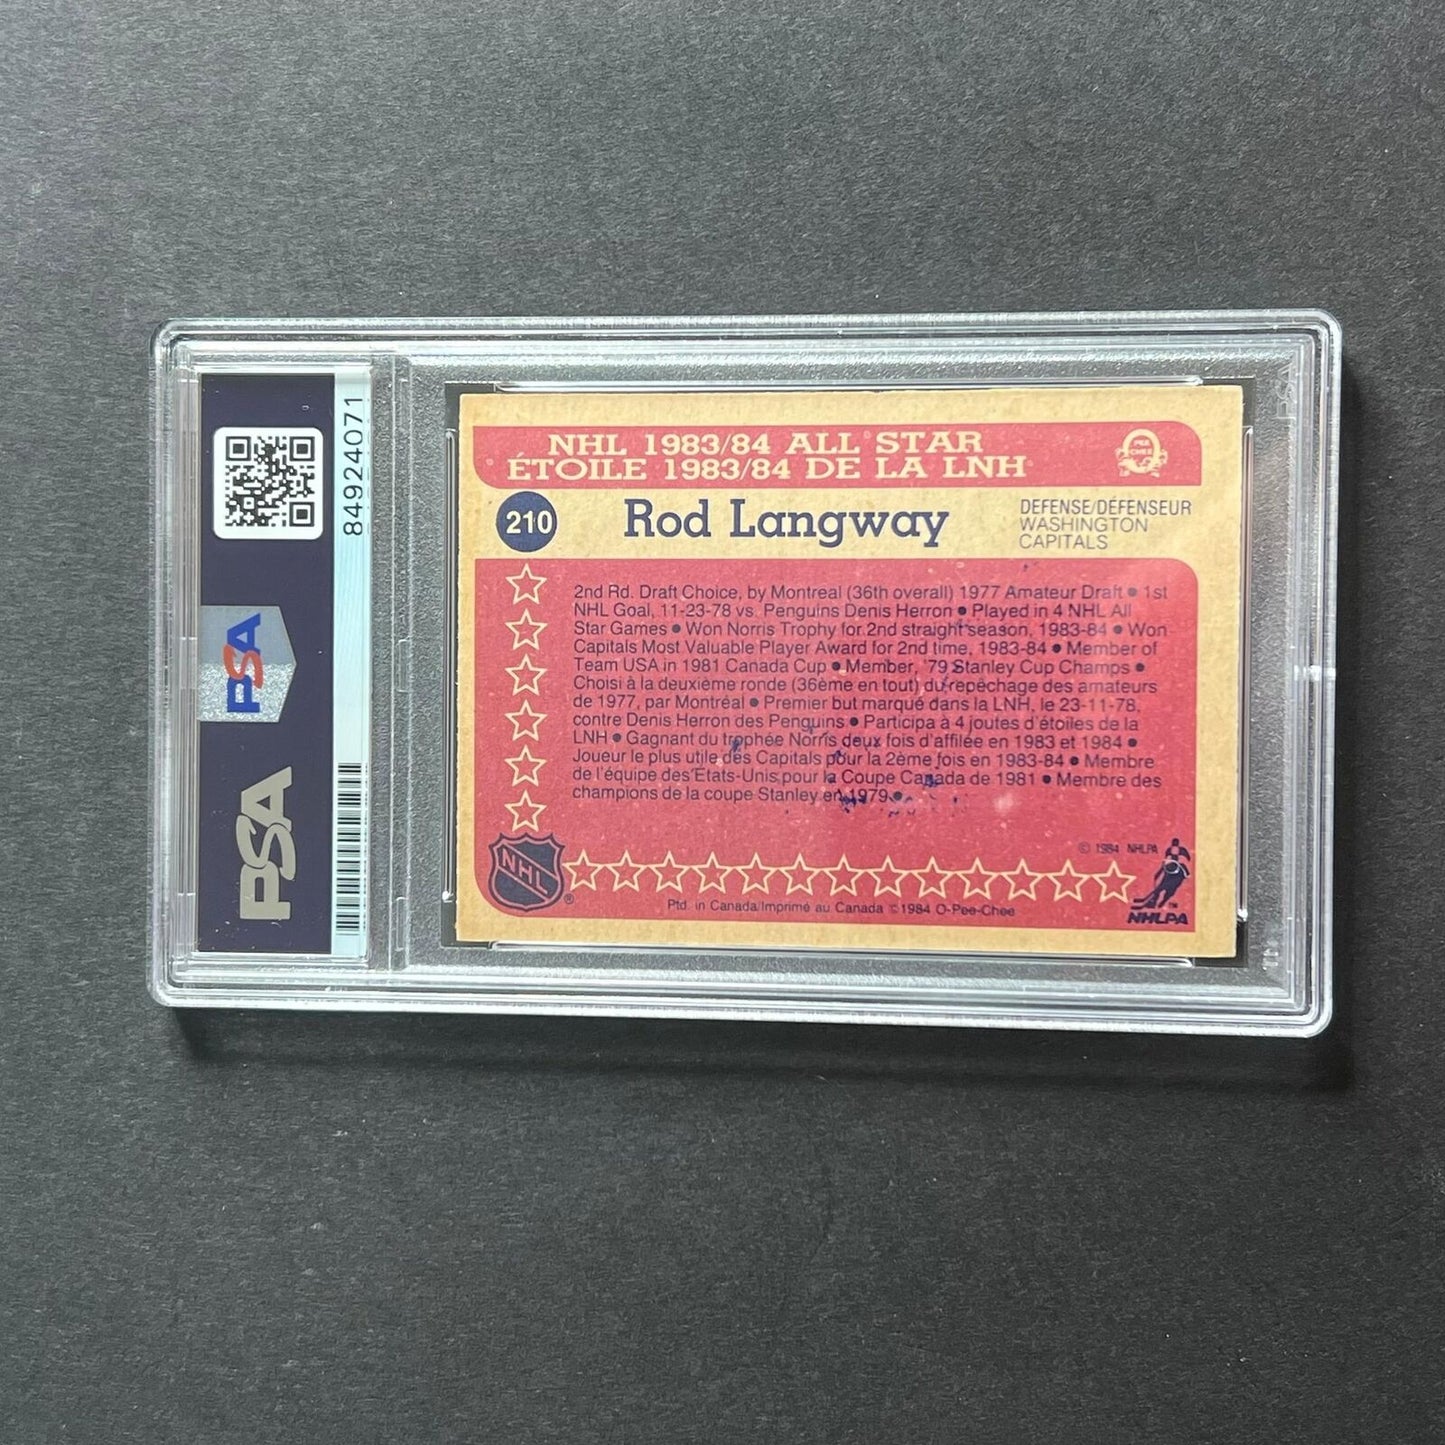 84924071
PSA
PSA
NHL 1983/84 ALL STAR
ÉTOILE 1983/84 DE LA LNH
O-PEE-CHEE
210
Rod Langway
DEFENSE/DÉFENSEUR
WASHINGTON
CAPITALS
2nd Rd. Draft Choice, by Montreal (36th overall) 1977 Amateur Draft • 1st
NHL Goal, 11-23-78 vs. Penguins Denis Herron • Played in 4 NHL All
Star Games • Won Norris Trophy for 2nd straight season, 1983-84 • Won
Capitals Most Valuable Player Award for 2nd time, 1983-84 • Member of
Team USA in 1981 Canada Cup • Member, '79 Stanley Cup Champs •
Choisi à la deuxième ronde (36ème en tout) du repêchage des amateurs
de 1977, par Montréal • Premier but marqué dans la LNH, le 23-11-78,
contre Denis Herron des Penguins • Participa à 4 joutes d'étoiles de la
LNH • Gagnant du trophée Norris deux fois d'affilée en 1983 et 1984 •
Joueur le plus utile des Capitals pour la 2ème fois en 1983-84 • Membre
de l'équipe des Etats-Unis pour la Coupe Canada de 1981 • Membre des
champions de la coupe Stanley en 1979 •
NHL ®
© 1984 NHLPA
Ptd. in Canada/Imprimé au Canada © 1984 O-Pee-Chee
NHLPA